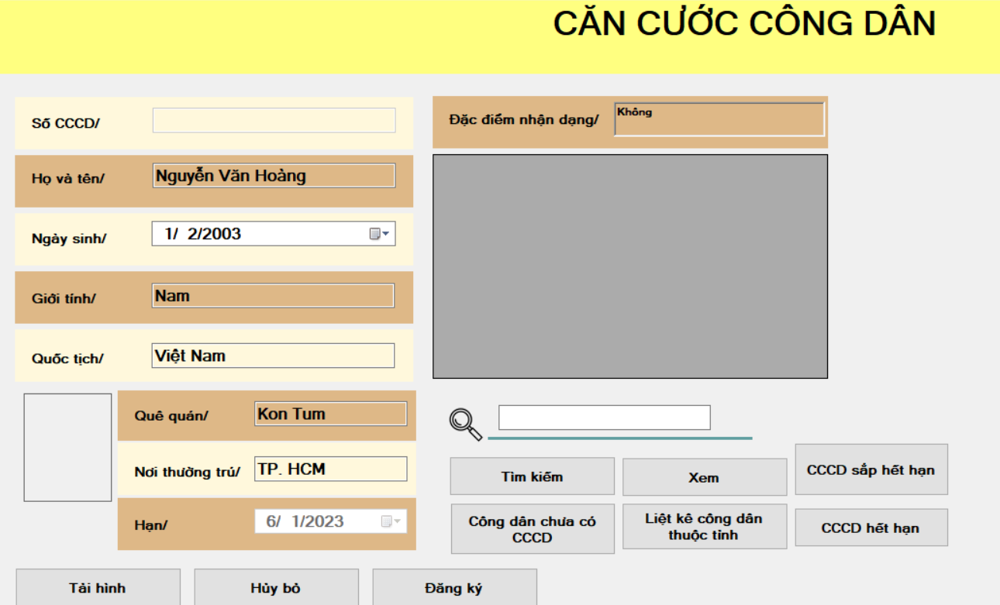 CĂN CƯỚC CÔNG DÂN
Số CCCD/
Đặc điểm nhận dạng/ Không
Họ và tên/ Nguyễn Văn Hoàng
Ngày sinh/ 1/ 2/2003
Giới tính/ Nam
Quốc tịch/ Việt Nam
Quê quán/ Kon Tum
Nơi thường trú/ TP. HCM
Hạn/ 6/ 1/2023
Tìm kiếm
Xem
CCCD sắp hết hạn
Công dân chưa có
CCCD
Liệt kê công dân
thuộc tỉnh
CCCD hết hạn
Tải hình
Hủy bỏ
Đăng ký